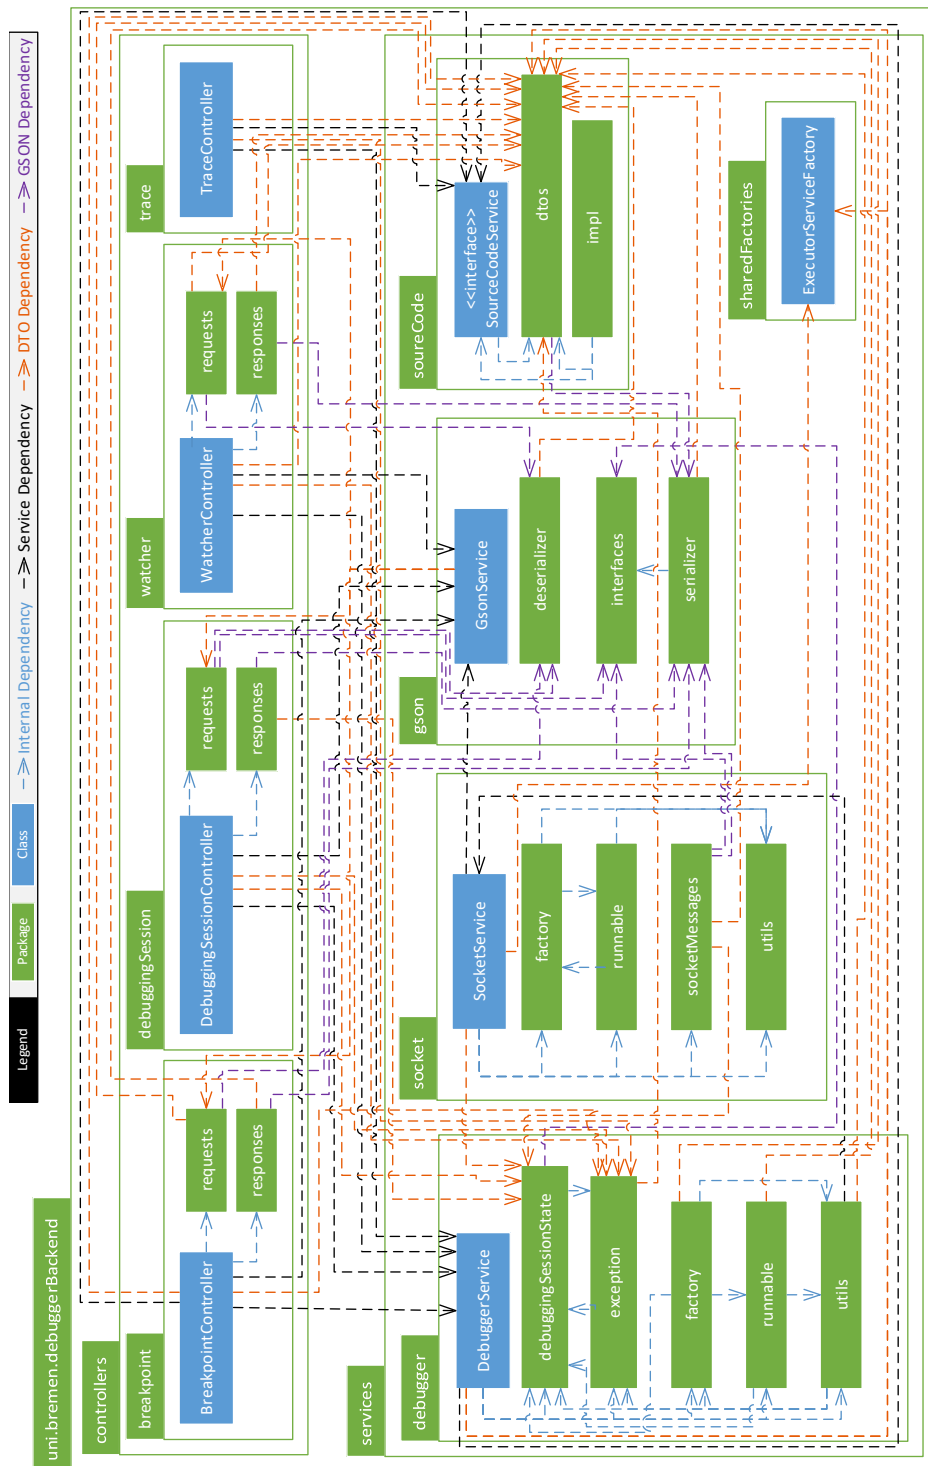 Legend
Package
Class
Internal Dependency
Service Dependency
DTO Dependency
GSON Dependency
uni.bremen.debuggerBackend
controllers
breakpoint
BreakpointController
requests
responses
debuggingSession
DebuggingSessionController
requests
responses
watcher
WatcherController
requests
responses
trace
TraceController
services
debugger
DebuggerService
debuggingSessionState
exception
factory
runnable
utils
socket
SocketService
factory
runnable
socketMessages
utils
gson
GsonService
deserializer
interfaces
serializer
soureCode
<<interface>>
SourceCodeService
dtos
impl
sharedFactories
ExecutorServiceFactory